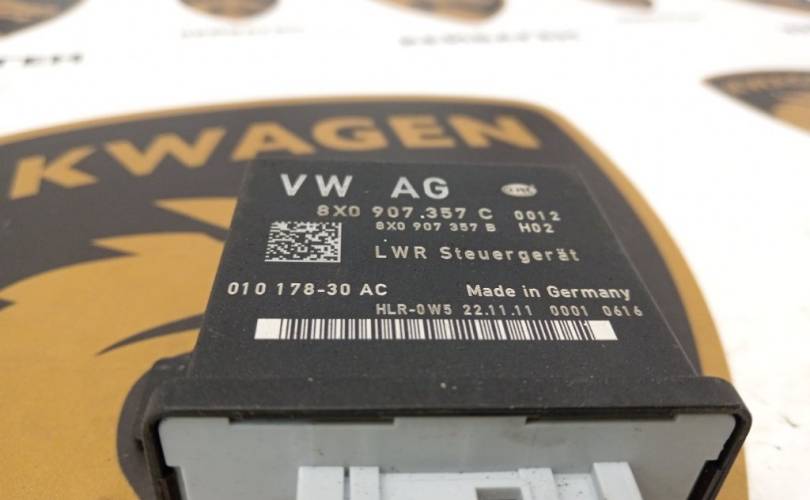 KWAGEN
VW AG
8X0 907.357 C 0012
8X0 907 357 B H02
LWR Steuergerät
010 178-30 AC Made in Germany
HLR-0W5 22.11.11 0001 0616